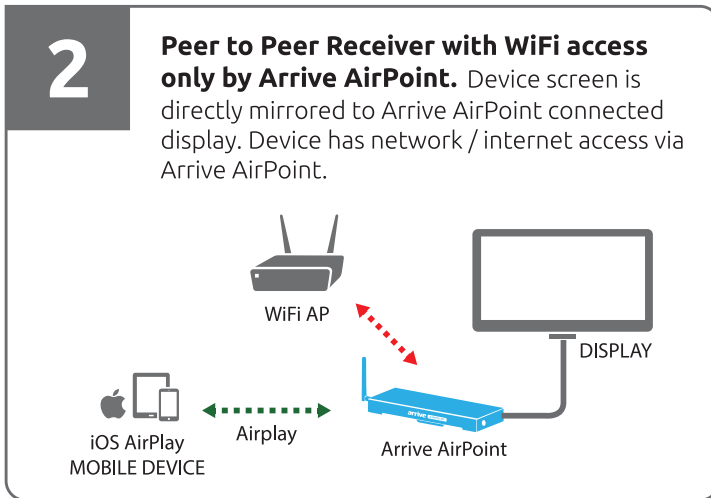 2
Peer to Peer Receiver with WiFi access
only by Arrive AirPoint. Device screen is
directly mirrored to Arrive AirPoint connected
display. Device has network / internet access via
Arrive AirPoint.
WiFi AP
DISPLAY
iOS AirPlay
MOBILE DEVICE
Airplay
arrive
Arrive AirPoint